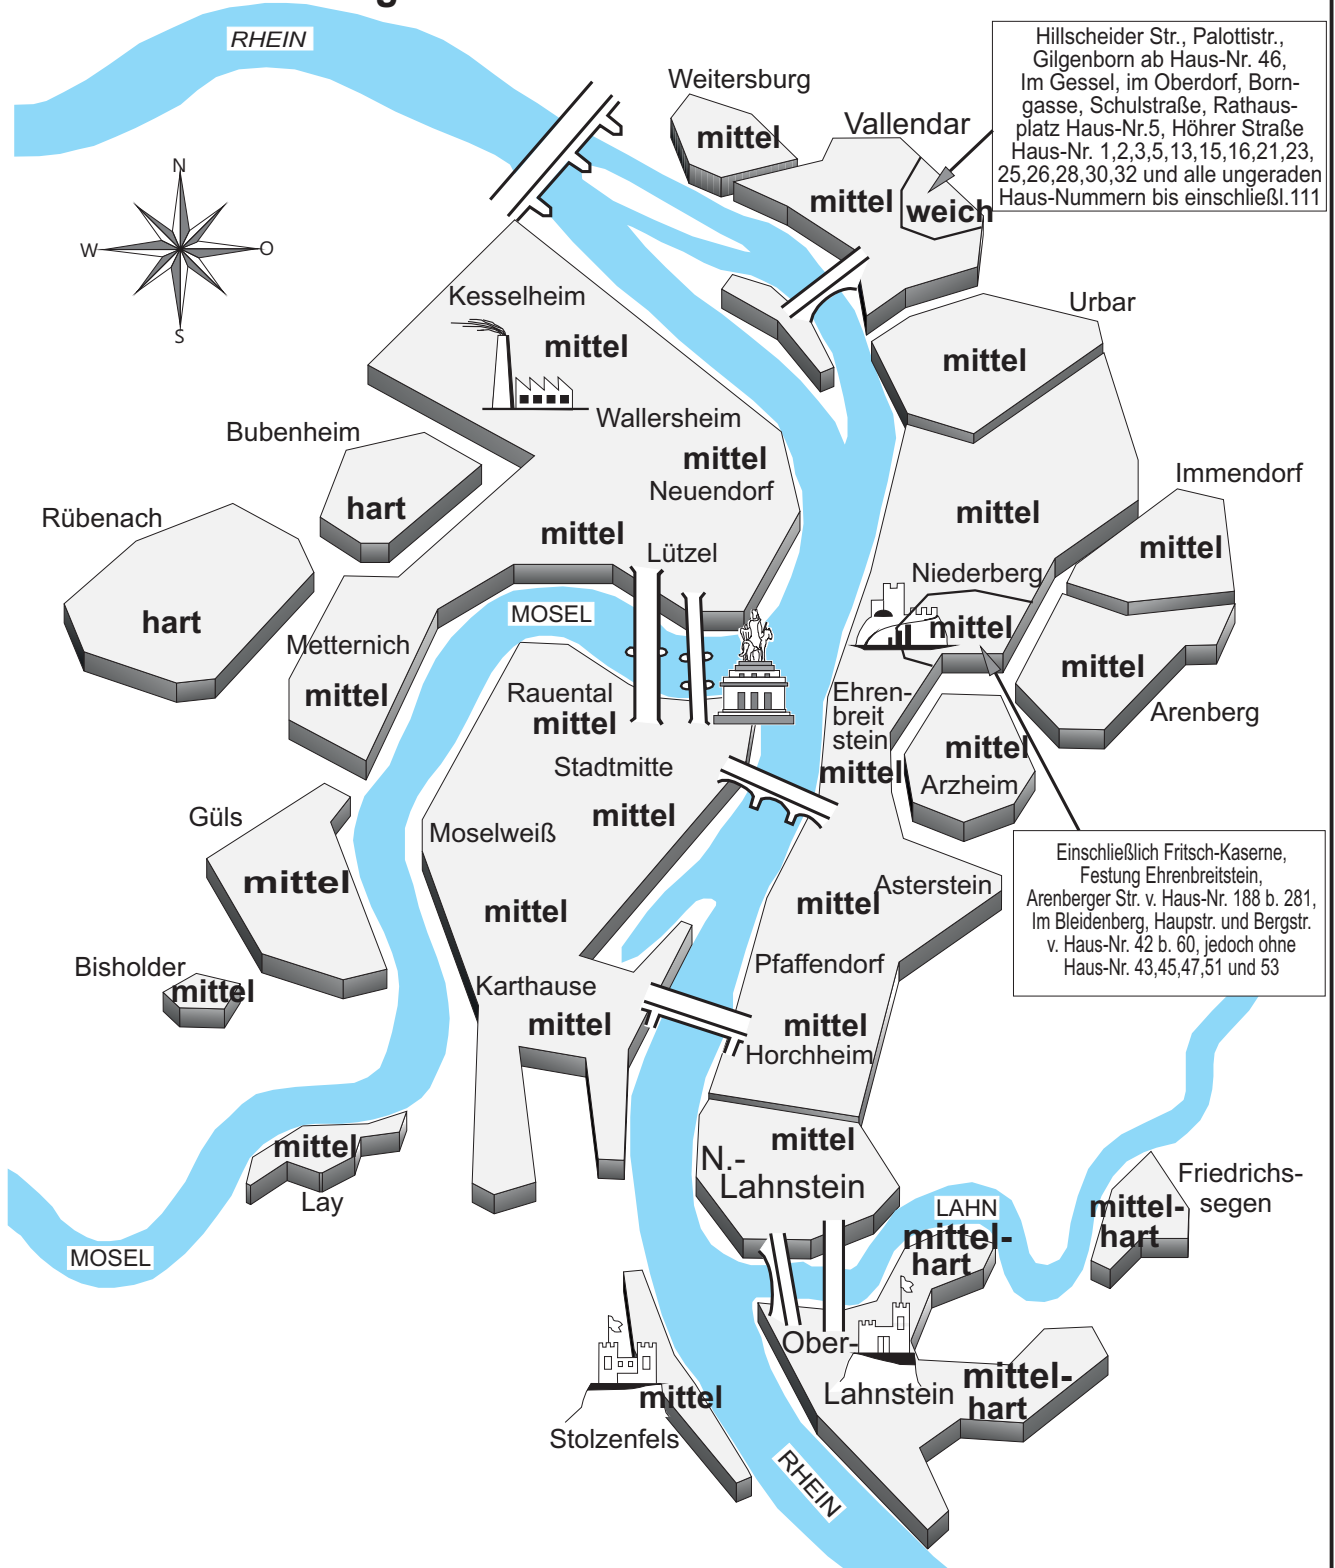 RHEIN
Hillscheider Str., Palottistr.,
Gilgenborn ab Haus-Nr. 46,
Im Gessel, im Oberdorf, Born-
gasse, Schulstraße, Rathaus-
platz Haus-Nr.5, Höhrer Straße
Haus-Nr. 1,2,3,5,13,15,16,21,23,
25,26,28,30,32 und alle ungeraden
Haus-Nummern bis einschließl.111
Weitersburg
mittel
Vallendar
mittel
weich
N
W
O
S
Kesselheim
mittel
Urbar
mittel
Wallersheim
mittel
Neuendorf
Bubenheim
hart
Rübenach
hart
mittel
Lützel
mittel
Immendorf
mittel
Niederberg
mittel
MOSEL
Metternich
mittel
mittel
Arenberg
Rauental
mittel
Stadtmitte
mittel
Ehren-
breit
stein
mittel
mittel
Arzheim
Güls
mittel
Moselweiß
mittel
Einschließlich Fritsch-Kaserne,
Festung Ehrenbreitstein,
Arenberger Str. v. Haus-Nr. 188 b. 281,
Im Bleidenberg, Haupstr. und Bergstr.
v. Haus-Nr. 42 b. 60, jedoch ohne
Haus-Nr. 43,45,47,51 und 53
Asterstein
mittel
Bisholder
mittel
Karthause
mittel
Pfaffendorf
mittel
Horchheim
mittel
Lay
mittel
N.-
Lahnstein
MOSEL
LAHN
mittel-
hart
Friedrichs-
segen
mittel-
hart
Ober-
Lahnstein
mittel-
hart
mittel
Stolzenfels
RHEIN